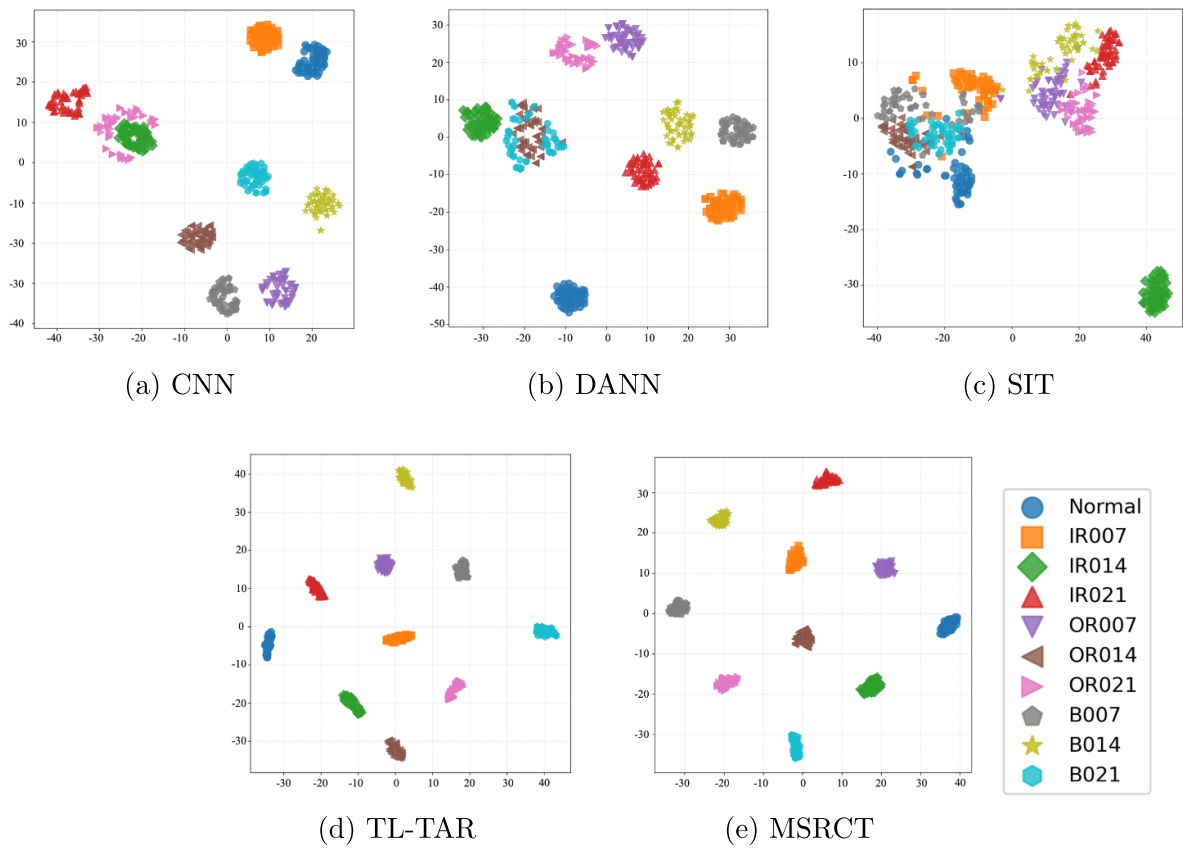 30
20
10
0
-10
-30
-30
-40
-40 -30 -20 -10 0 10 20
(a) CNN
30
20
10
0
-10
-20
-30
-40
-50
-30 -20 -10 0 10 20 30
(b) DANN
10
0
-10
-20
-30
-40 -20 0 20 40
(c) SIT
40
30
20
10
0
-10
-20
-30
-30 -20 -10 0 10 20 30 40
(d) TL-TAR
30
20
10
0
-10
-20
-30
-30 -20 -10 0 10 20 30 40
(e) MSRCT
Normal
IR007
IR014
IR021
OR007
OR014
OR021
B007
B014
B021